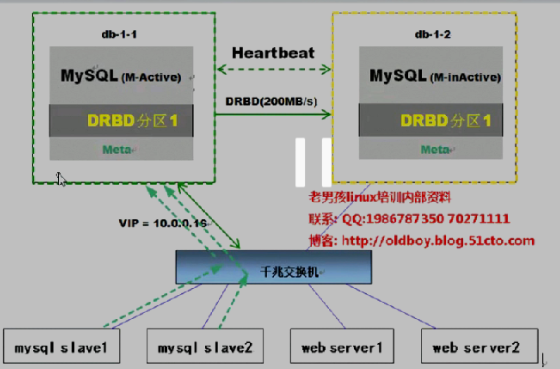 db-1-1
db-1-2
Heartbeat
MySQL (M-Active)
MySQL (M-inActive)
DRBD(200MB/s)
DRBD分区1
DRBD分区1
Meta
Meta
老男孩linux培训内部资料
联系: QQ:1986787350 70271111
博客: http://oldboy.blog.51cto.com
VIP = 10.0.0.16
千兆交换机
mysql slave1
mysql slave2
web server1
web server2